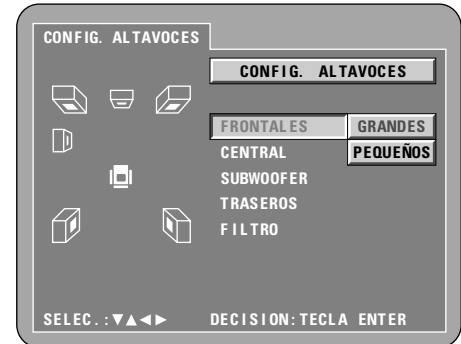 CONFIG. ALTAVOCES
CONFIG. ALTAVOCES
FRONTALES GRANDES
CENTRAL PEQUEÑOS
SUBWOOFER
TRASEROS
FILTRO
SELEC.:▼▲◀▶ DECISION:TECLA ENTER